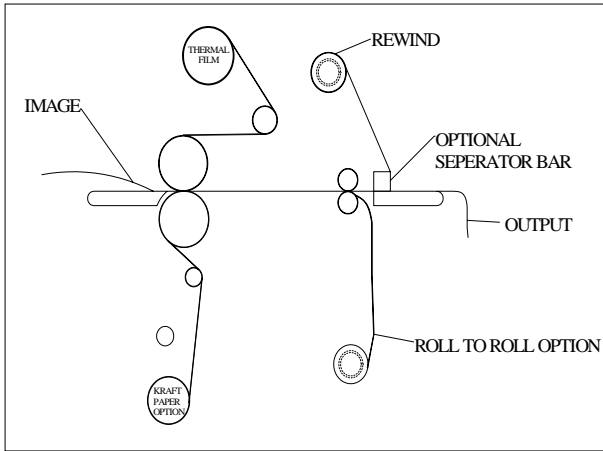 THERMAL
FILM
REWIND
IMAGE
OPTIONAL
SEPERATOR BAR
OUTPUT
ROLL TO ROLL OPTION
KRAFT
PAPER
OPTION